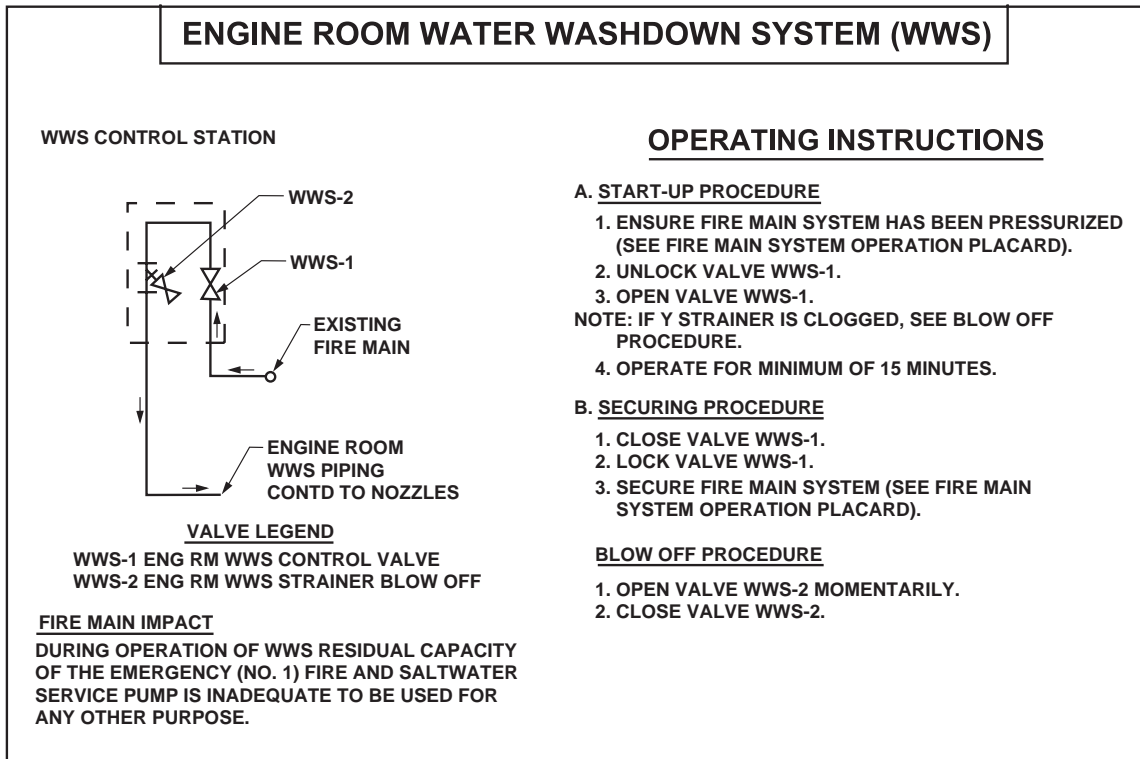 ENGINE ROOM WATER WASHDOWN SYSTEM (WWS)
WWS CONTROL STATION
WWS-2
WWS-1
EXISTING
FIRE MAIN
ENGINE ROOM
WWS PIPING
CONTD TO NOZZLES
VALVE LEGEND
WWS-1 ENG RM WWS CONTROL VALVE
WWS-2 ENG RM WWS STRAINER BLOW OFF
FIRE MAIN IMPACT
DURING OPERATION OF WWS RESIDUAL CAPACITY
OF THE EMERGENCY (NO. 1) FIRE AND SALTWATER
SERVICE PUMP IS INADEQUATE TO BE USED FOR
ANY OTHER PURPOSE.
OPERATING INSTRUCTIONS
A. START-UP PROCEDURE
1. ENSURE FIRE MAIN SYSTEM HAS BEEN PRESSURIZED
(SEE FIRE MAIN SYSTEM OPERATION PLACARD).
2. UNLOCK VALVE WWS-1.
3. OPEN VALVE WWS-1.
NOTE: IF Y STRAINER IS CLOGGED, SEE BLOW OFF
PROCEDURE.
4. OPERATE FOR MINIMUM OF 15 MINUTES.
B. SECURING PROCEDURE
1. CLOSE VALVE WWS-1.
2. LOCK VALVE WWS-1.
3. SECURE FIRE MAIN SYSTEM (SEE FIRE MAIN
SYSTEM OPERATION PLACARD).
BLOW OFF PROCEDURE
1. OPEN VALVE WWS-2 MOMENTARILY.
2. CLOSE VALVE WWS-2.